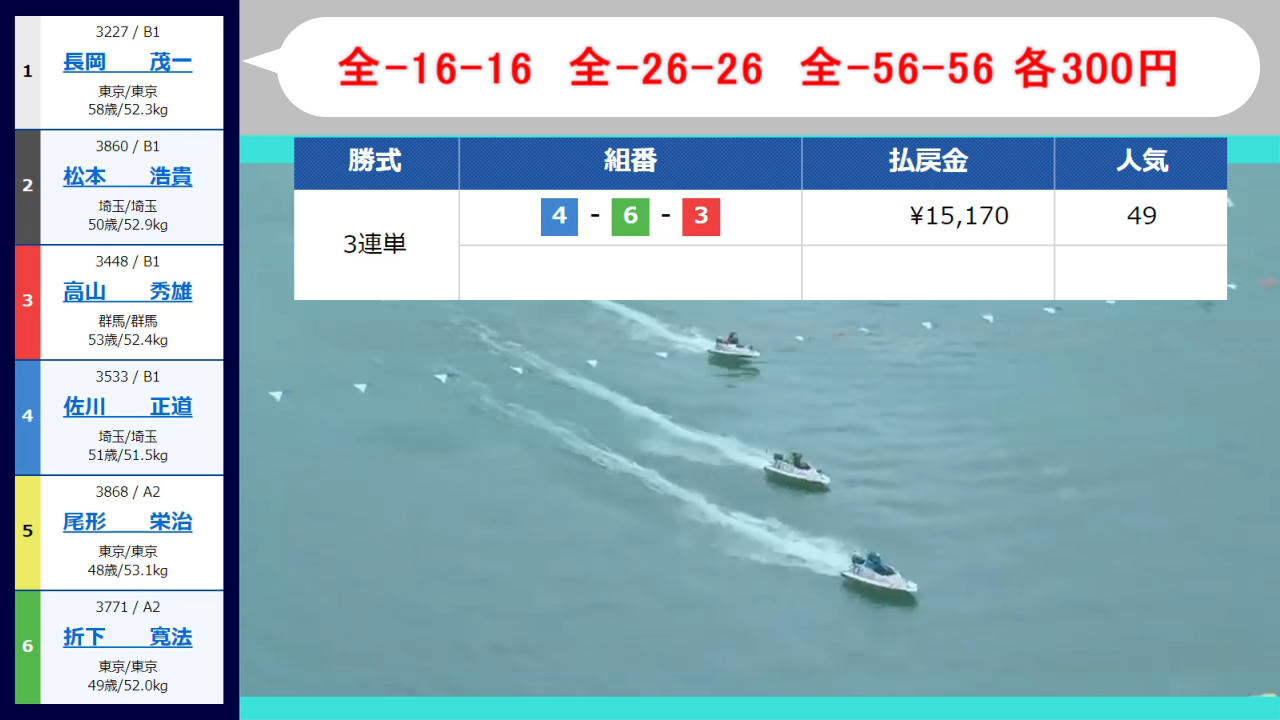 全-16-16 全-26-26 全-56-56 各300円
1
3227 / B1
長岡 茂一
東京/東京
58歳/52.3kg
2
3860 / B1
松本 浩貴
埼玉/埼玉
50歳/52.9kg
3
3448 / B1
高山 秀雄
群馬/群馬
53歳/52.4kg
4
3533 / B1
佐川 正道
埼玉/埼玉
51歳/51.5kg
5
3868 / A2
尾形 栄治
東京/東京
48歳/53.1kg
6
3771 / A2
折下 寛法
東京/東京
49歳/52.0kg
勝式 組番 払戻金 人気
3連単 4 - 6 - 3 ¥15,170 49